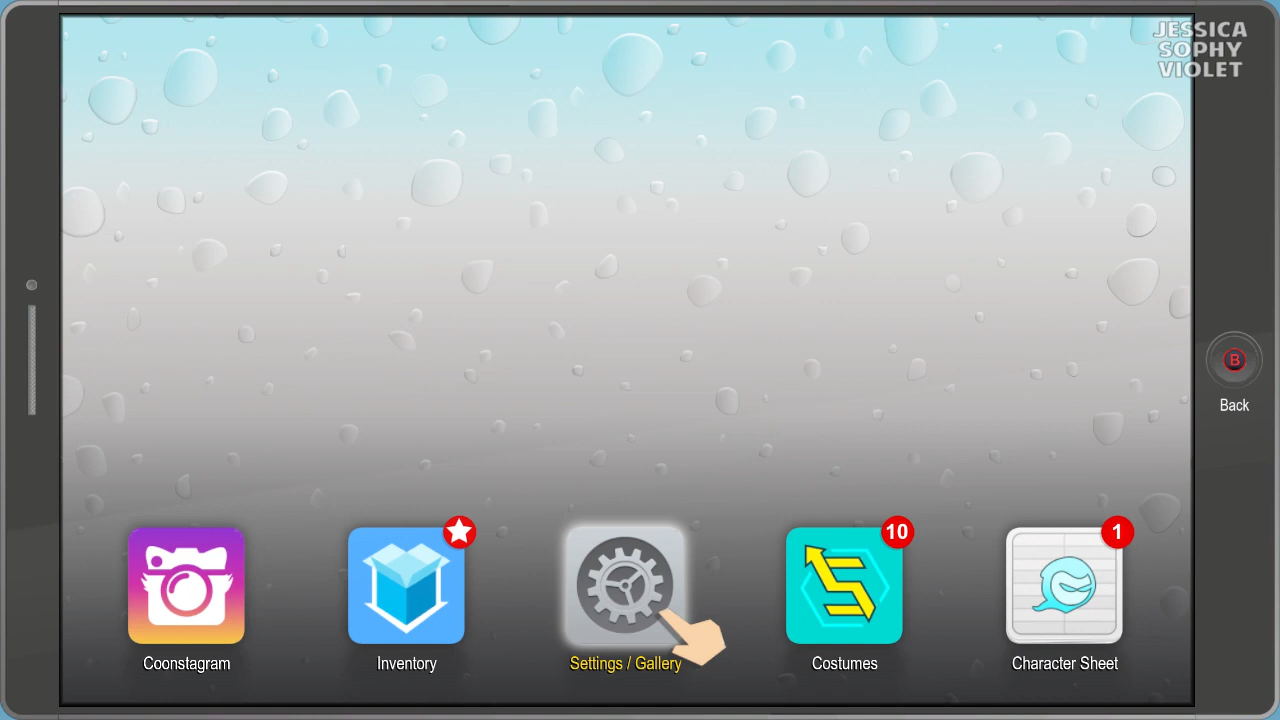 JESSICA
SOPHY
VIOLET
B
Back
10
1
Coonstagram
Inventory
Settings / Gallery
Costumes
Character Sheet